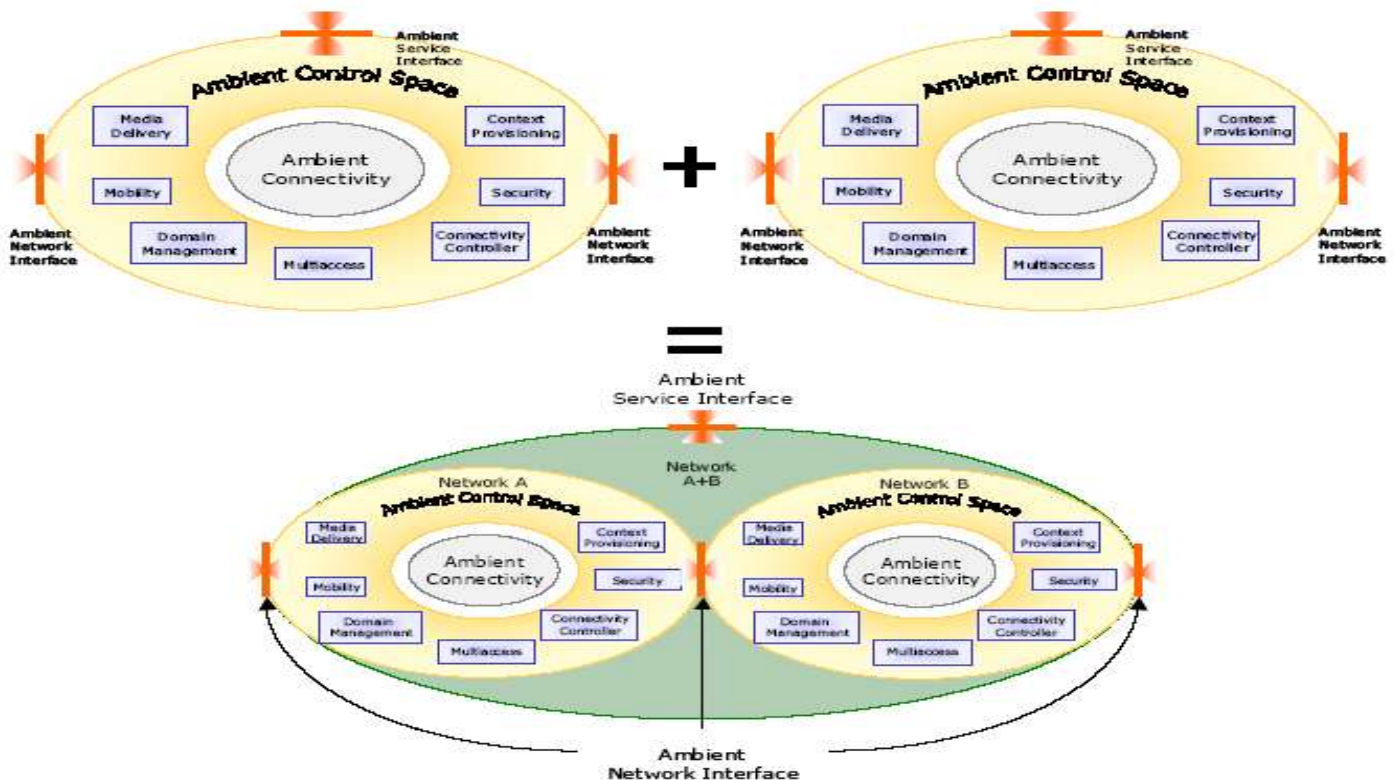 Ambient
Service
Interface
Ambient Control Space
Media
Delivery
Context
Provisioning
Ambient
Connectivity
Mobility
Security
Ambient
Network
Interface
Domain
Management
Connectivity
Controller
Multiaccess
Ambient
Network
Interface
+
Ambient
Service
Interface
Ambient Control Space
Media
Delivery
Context
Provisioning
Ambient
Connectivity
Mobility
Security
Ambient
Network
Interface
Domain
Management
Connectivity
Controller
Multiaccess
Ambient
Network
Interface
=
Ambient
Service Interface
Network
A+B
Network A
Ambient Control Space
Media
Delivery
Context
Provisioning
Ambient
Connectivity
Mobility
Security
Domain
Management
Connectivity
Controller
Multiaccess
Network B
Ambient Control Space
Media
Delivery
Context
Provisioning
Ambient
Connectivity
Mobility
Security
Domain
Management
Connectivity
Controller
Multiaccess
Ambient
Network Interface